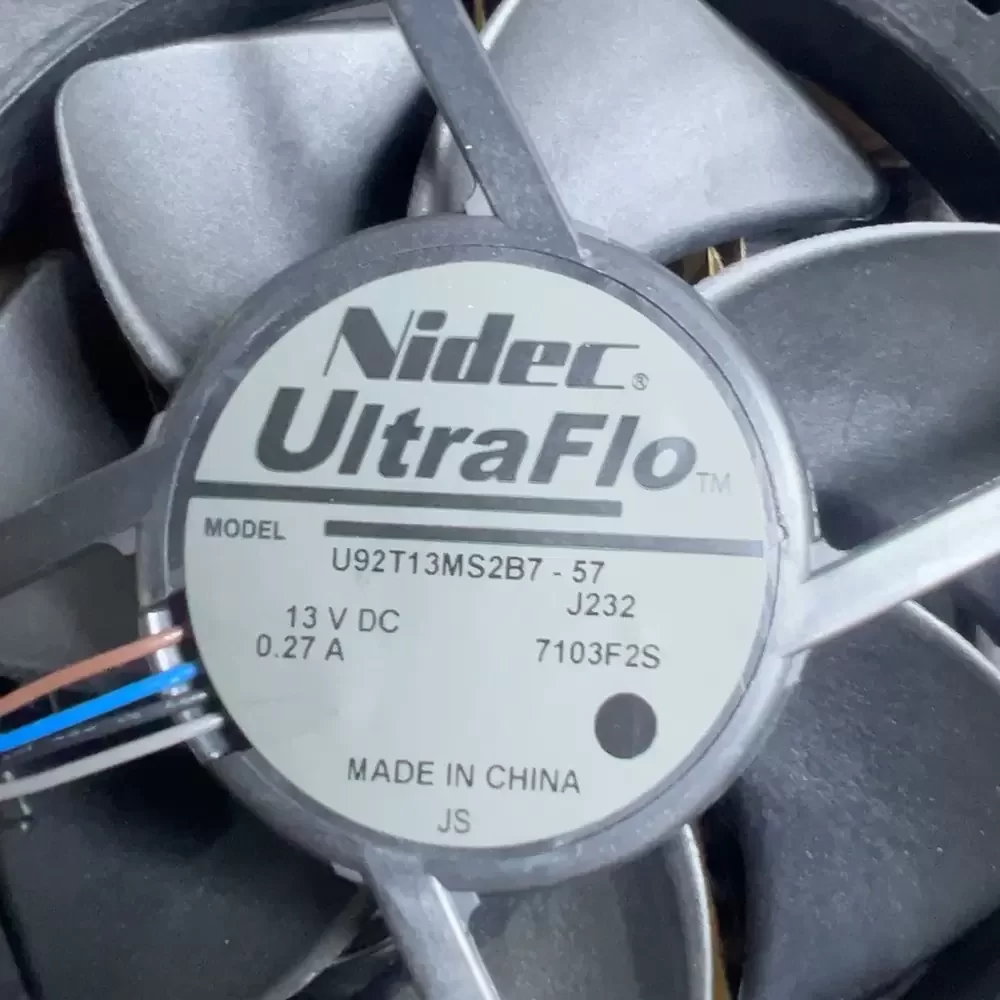 Nidec®
UltraFlo™
MODEL
U92T13MS2B7 - 57
J232
13 V DC
0.27 A
7103F2S
MADE IN CHINA
JS